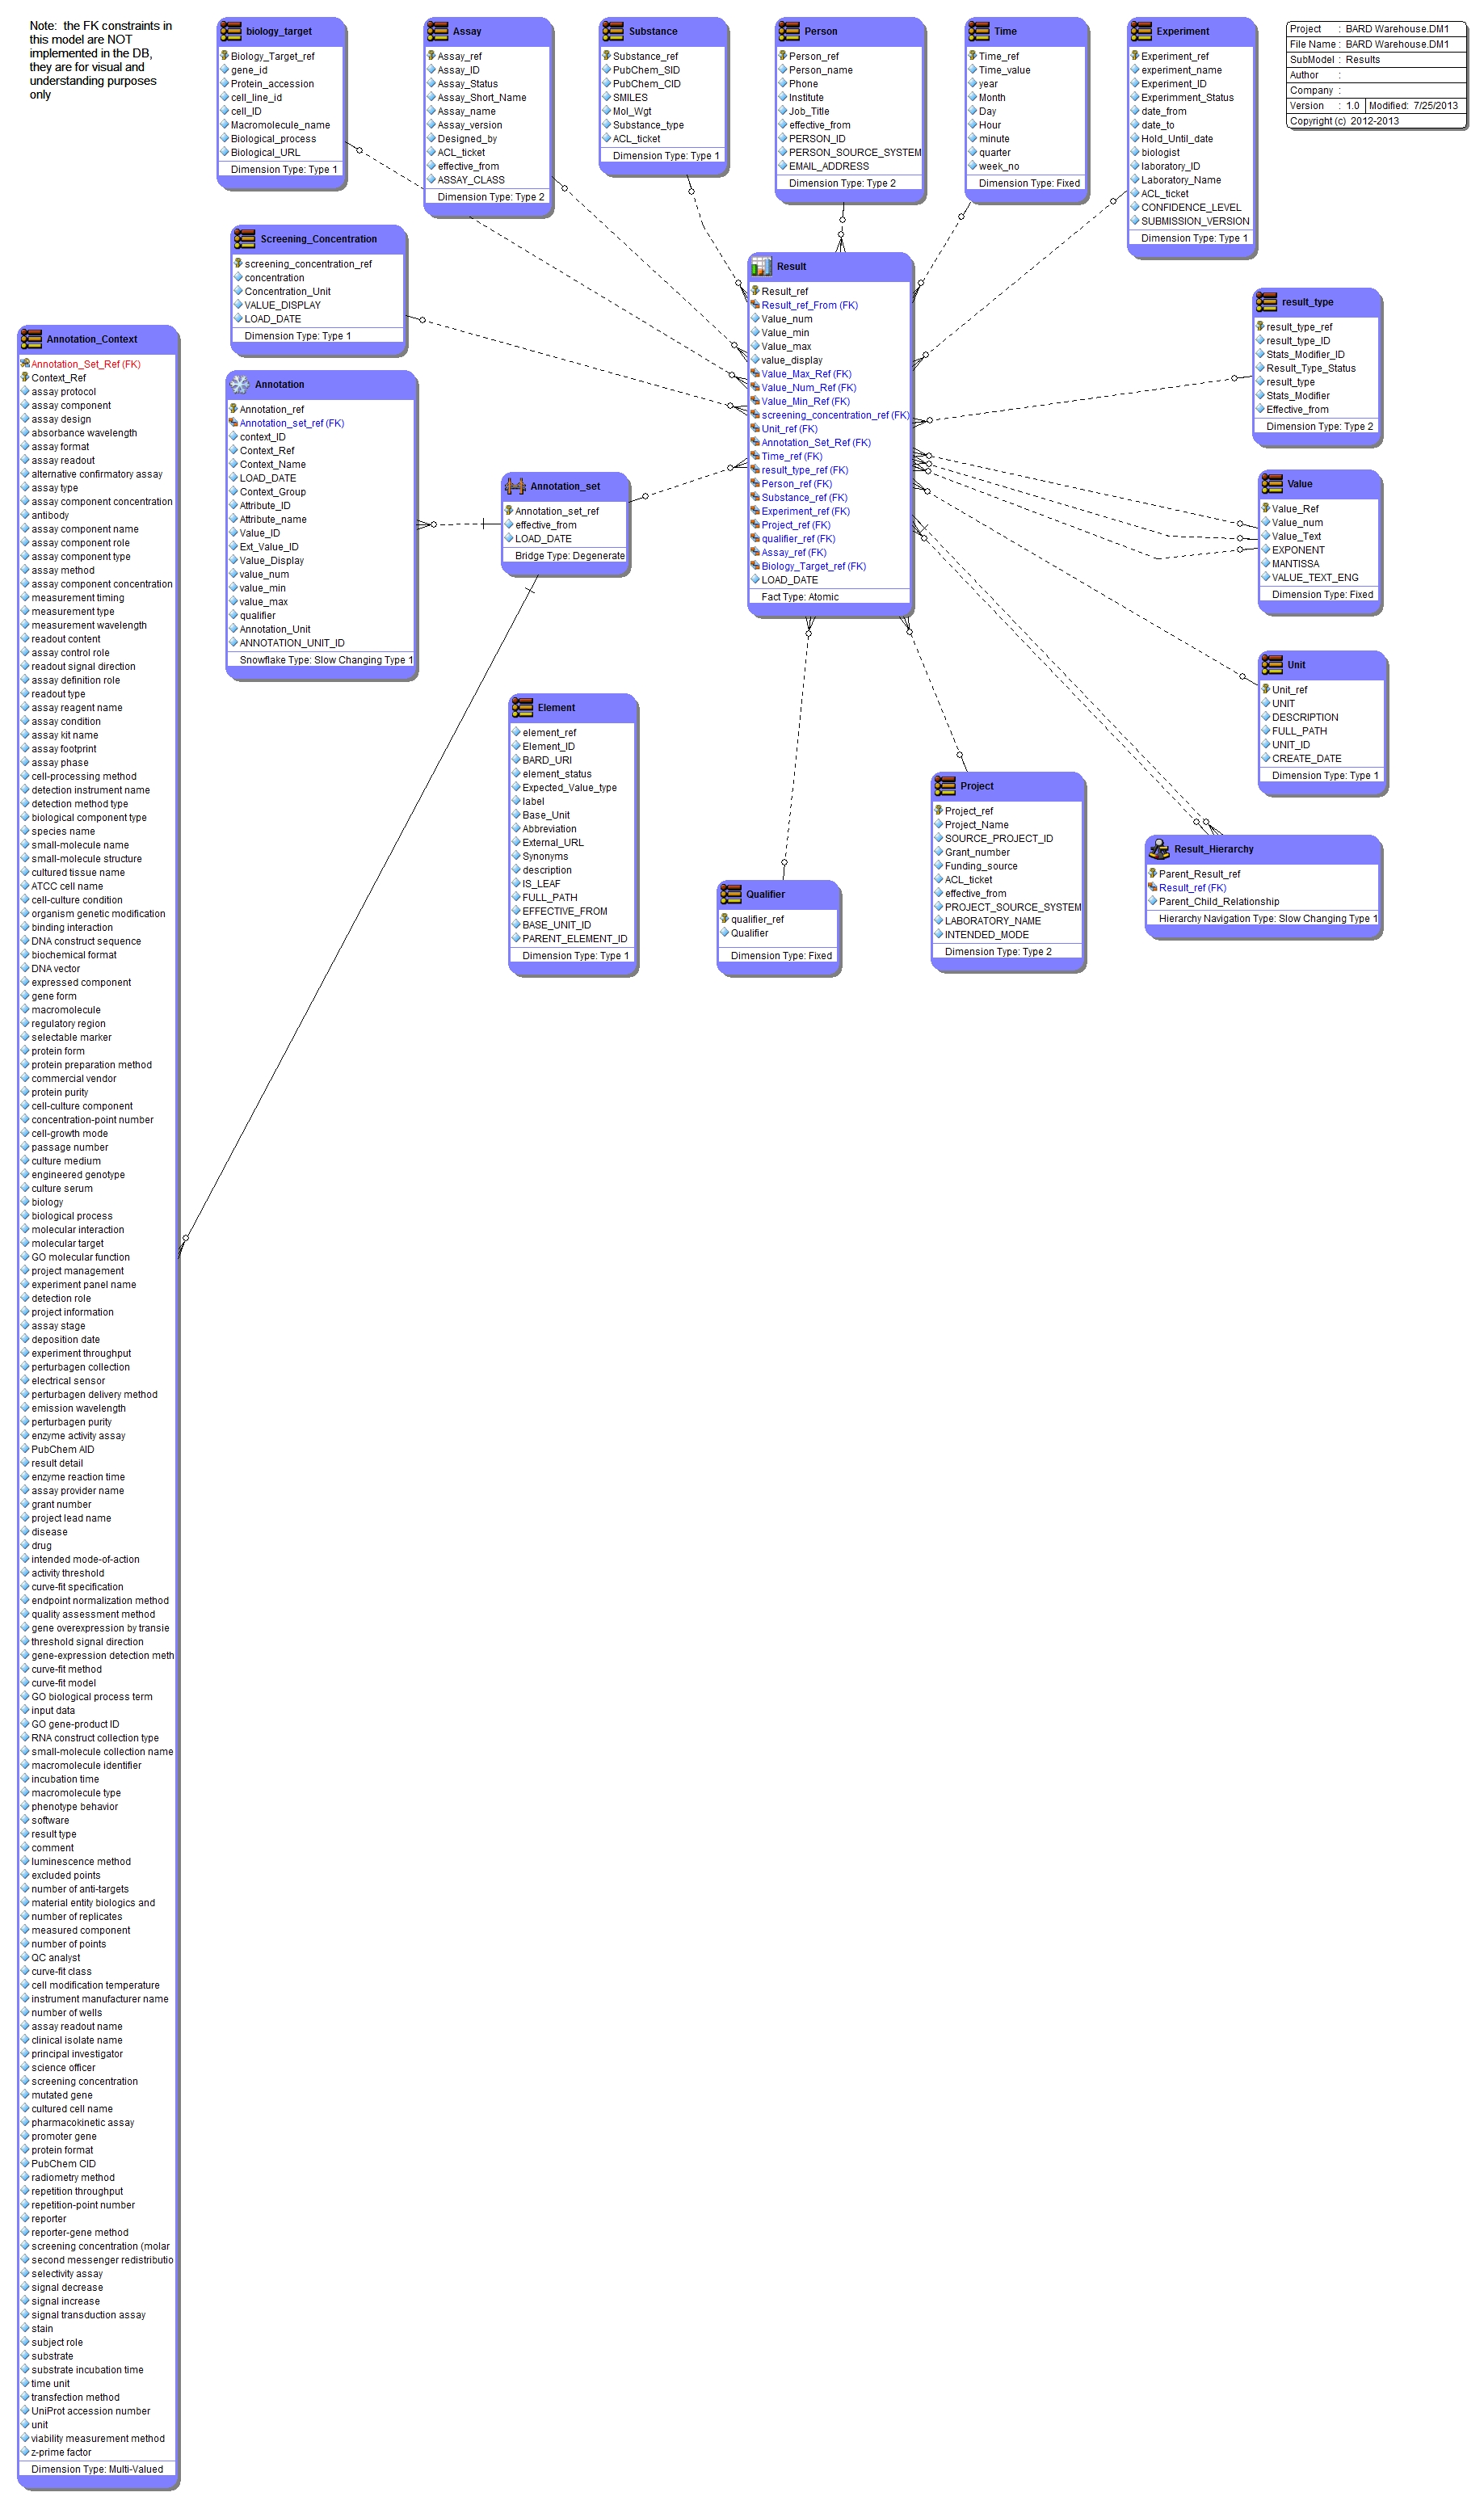 Note:  the FK constraints in
this model are NOT
implemented in the DB,
they are for visual and
understanding purposes
only
biology_target
Biology_Target_ref
gene_id
Protein_accession
cell_line_id
cell_ID
Macromolecule_name
Biological_process
Biological_URL
Dimension Type: Type 1
Assay
Assay_ref
Assay_ID
Assay_Status
Assay_Short_Name
Assay_name
Assay_version
Designed_by
ACL_ticket
effective_from
ASSAY_CLASS
Dimension Type: Type 2
Substance
Substance_ref
PubChem_SID
PubChem_CID
SMILES
Mol_Wgt
Substance_type
ACL_ticket
Dimension Type: Type 1
Person
Person_ref
Person_name
Phone
Institute
Job_Title
effective_from
PERSON_ID
PERSON_SOURCE_SYSTEM
EMAIL_ADDRESS
Dimension Type: Type 2
Time
Time_ref
Time_value
year
Month
Day
Hour
minute
quarter
week_no
Dimension Type: Fixed
Experiment
Experiment_ref
experiment_name
Experiment_ID
Experimment_Status
date_from
date_to
Hold_Until_date
biologist
laboratory_ID
Laboratory_Name
ACL_ticket
CONFIDENCE_LEVEL
SUBMISSION_VERSION
Dimension Type: Type 1
Project : BARD Warehouse.DM1
File Name : BARD Warehouse.DM1
SubModel : Results
Author :
Company :
Version : 1.0 Modified: 7/25/2013
Copyright (c) 2012-2013
Screening_Concentration
screening_concentration_ref
concentration
Concentration_Unit
VALUE_DISPLAY
LOAD_DATE
Dimension Type: Type 1
Result
Result_ref
Result_ref_From (FK)
Value_num
Value_min
Value_max
value_display
Value_Max_Ref (FK)
Value_Num_Ref (FK)
Value_Min_Ref (FK)
screening_concentration_ref (FK)
Unit_ref (FK)
Annotation_Set_Ref (FK)
Time_ref (FK)
result_type_ref (FK)
Person_ref (FK)
Substance_ref (FK)
Experiment_ref (FK)
Project_ref (FK)
qualifier_ref (FK)
Assay_ref (FK)
Biology_Target_ref (FK)
LOAD_DATE
Fact Type: Atomic
result_type
result_type_ref
result_type_ID
Stats_Modifier_ID
Result_Type_Status
result_type
Stats_Modifier
Effective_from
Dimension Type: Type 2
Annotation
Annotation_ref
Annotation_set_ref (FK)
context_ID
Context_Ref
Context_Name
LOAD_DATE
Context_Group
Attribute_ID
Attribute_name
Value_ID
Ext_Value_ID
Value_Display
value_num
value_min
value_max
qualifier
Annotation_Unit
ANNOTATION_UNIT_ID
Snowflake Type: Slow Changing Type 1
Annotation_set
Annotation_set_ref
effective_from
LOAD_DATE
Bridge Type: Degenerate
Value
Value_Ref
Value_num
Value_Text
EXPONENT
MANTISSA
VALUE_TEXT_ENG
Dimension Type: Fixed
Unit
Unit_ref
UNIT
DESCRIPTION
FULL_PATH
UNIT_ID
CREATE_DATE
Dimension Type: Type 1
Element
element_ref
Element_ID
BARD_URI
element_status
Expected_Value_type
label
Base_Unit
Abbreviation
External_URL
Synonyms
description
IS_LEAF
FULL_PATH
EFFECTIVE_FROM
BASE_UNIT_ID
PARENT_ELEMENT_ID
Dimension Type: Type 1
Project
Project_ref
Project_Name
SOURCE_PROJECT_ID
Grant_number
Funding_source
ACL_ticket
effective_from
PROJECT_SOURCE_SYSTEM
LABORATORY_NAME
INTENDED_MODE
Dimension Type: Type 2
Result_Hierarchy
Parent_Result_ref
Result_ref (FK)
Parent_Child_Relationship
Hierarchy Navigation Type: Slow Changing Type 1
Qualifier
qualifier_ref
Qualifier
Dimension Type: Fixed
Annotation_Context
Annotation_Set_Ref (FK)
Context_Ref
assay protocol
assay component
assay design
absorbance wavelength
assay format
assay readout
alternative confirmatory assay
assay type
assay component concentration
antibody
assay component name
assay component role
assay component type
assay method
assay component concentration
measurement timing
measurement type
measurement wavelength
readout content
assay control role
readout signal direction
assay definition role
readout type
assay reagent name
assay condition
assay kit name
assay footprint
assay phase
cell-processing method
detection instrument name
detection method type
biological component type
species name
small-molecule name
small-molecule structure
cultured tissue name
ATCC cell name
cell-culture condition
organism genetic modification
binding interaction
DNA construct sequence
biochemical format
DNA vector
expressed component
gene form
macromolecule
regulatory region
selectable marker
protein form
protein preparation method
commercial vendor
protein purity
cell-culture component
concentration-point number
cell-growth mode
passage number
culture medium
engineered genotype
culture serum
biology
biological process
molecular interaction
molecular target
GO molecular function
project management
experiment panel name
detection role
project information
assay stage
deposition date
experiment throughput
perturbagen collection
electrical sensor
perturbagen delivery method
emission wavelength
perturbagen purity
enzyme activity assay
PubChem AID
result detail
enzyme reaction time
assay provider name
grant number
project lead name
disease
drug
intended mode-of-action
activity threshold
curve-fit specification
endpoint normalization method
quality assessment method
gene overexpression by transie
threshold signal direction
gene-expression detection meth
curve-fit method
curve-fit model
GO biological process term
input data
GO gene-product ID
RNA construct collection type
small-molecule collection name
macromolecule identifier
incubation time
macromolecule type
phenotype behavior
software
result type
comment
luminescence method
excluded points
number of anti-targets
material entity biologics and
number of replicates
measured component
number of points
QC analyst
curve-fit class
cell modification temperature
instrument manufacturer name
number of wells
assay readout name
clinical isolate name
principal investigator
science officer
screening concentration
mutated gene
cultured cell name
pharmacokinetic assay
promoter gene
protein format
PubChem CID
radiometry method
repetition throughput
repetition-point number
reporter
reporter-gene method
screening concentration (molar
second messenger redistributio
selectivity assay
signal decrease
signal increase
signal transduction assay
stain
subject role
substrate
substrate incubation time
time unit
transfection method
UniProt accession number
unit
viability measurement method
z-prime factor
Dimension Type: Multi-Valued